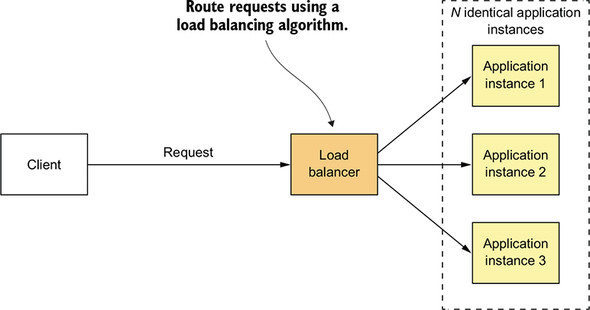 Route requests using a
load balancing algorithm.
N identical application
instances
Client
Request
Load
balancer
Application
instance 1
Application
instance 2
Application
instance 3